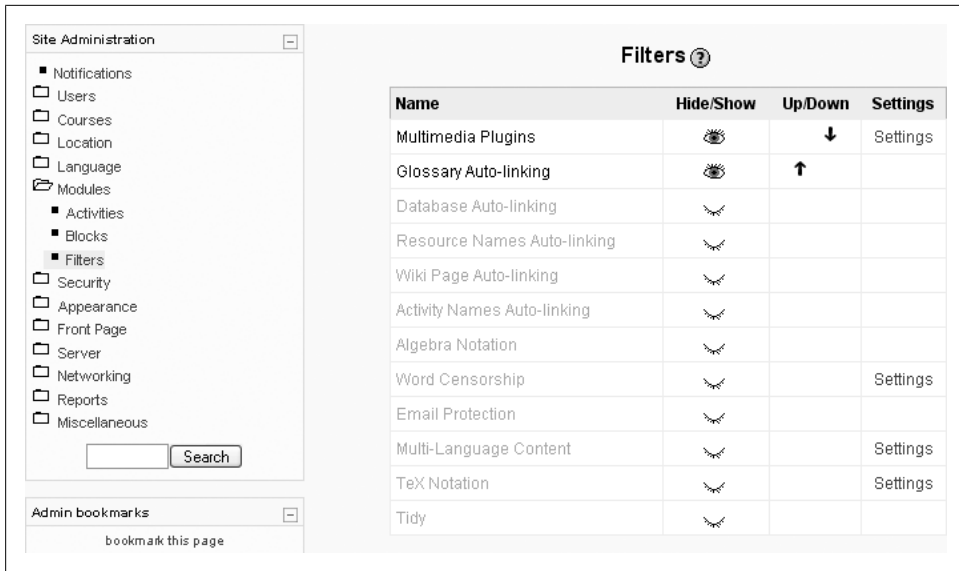 Site Administration
Notifications
Users
Courses
Location
Language
Modules
Activities
Blocks
Filters
Security
Appearance
Front Page
Server
Networking
Reports
Miscellaneous
Search
Admin bookmarks
bookmark this page
Filters ?
Name Hide/Show Up/Down Settings
Multimedia Plugins Settings
Glossary Auto-linking
Database Auto-linking
Resource Names Auto-linking
Wiki Page Auto-linking
Activity Names Auto-linking
Algebra Notation
Word Censorship Settings
Email Protection
Multi-Language Content Settings
TeX Notation Settings
Tidy